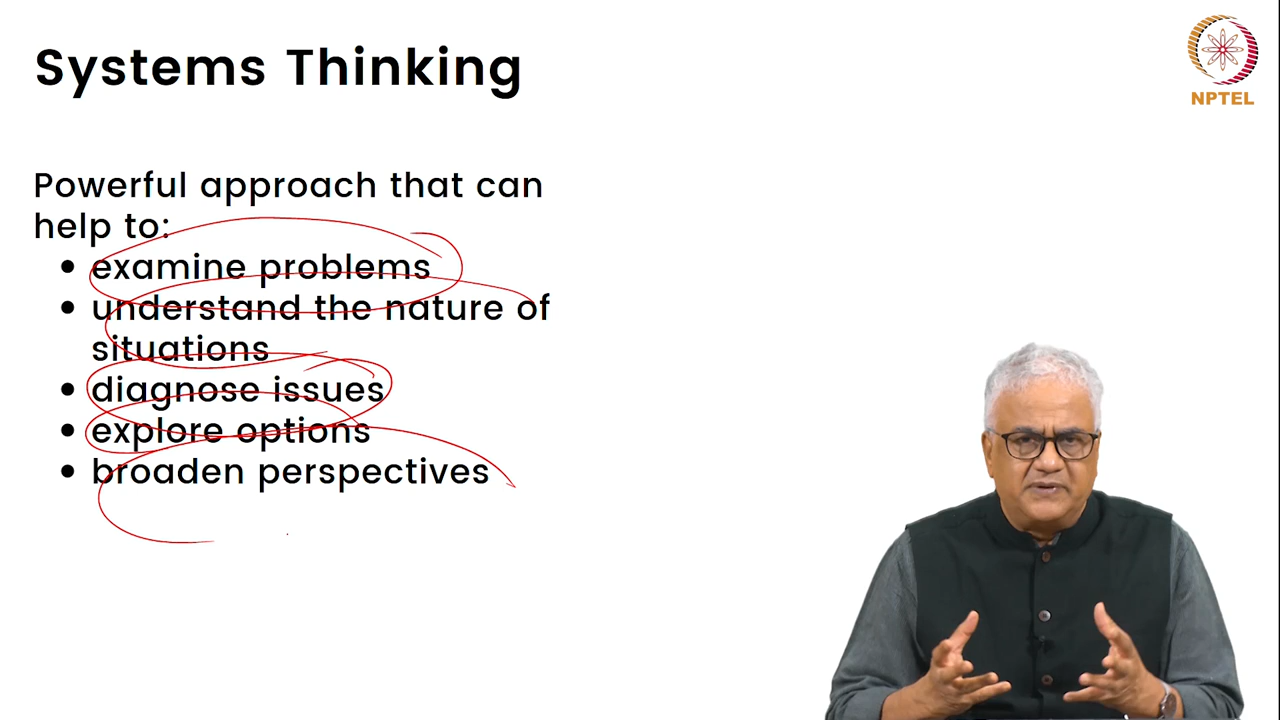 Systems Thinking
NPTEL
Powerful approach that can
help to:
• examine problems
• understand the nature of
situations
• diagnose issues
• explore options
• broaden perspectives